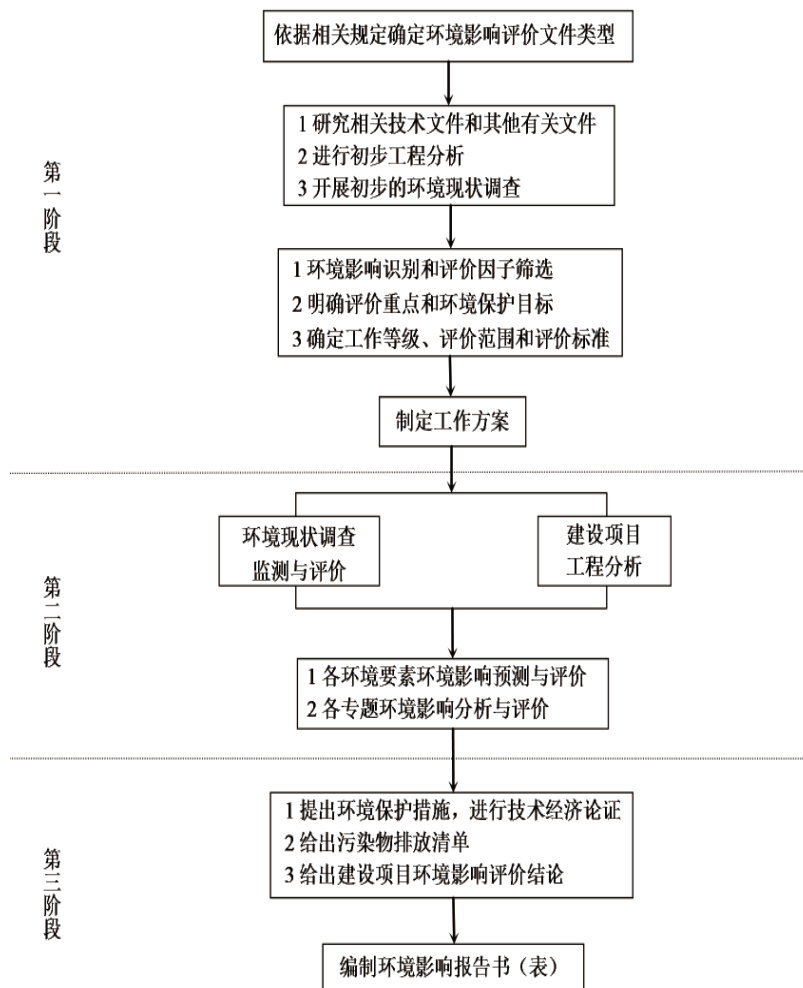 依据相关规定确定环境影响评价文件类型
1 研究相关技术文件和其他有关文件
2 进行初步工程分析
3 开展初步的环境现状调查
第一阶段
1 环境影响识别和评价因子筛选
2 明确评价重点和环境保护目标
3 确定工作等级、评价范围和评价标准
制定工作方案
第二阶段
环境现状调查
监测与评价
建设项目
工程分析
1 各环境要素环境影响预测与评价
2 各专题环境影响分析与评价
第三阶段
1 提出环境保护措施，进行技术经济论证
2 给出污染物排放清单
3 给出建设项目环境影响评价结论
编制环境影响报告书（表）